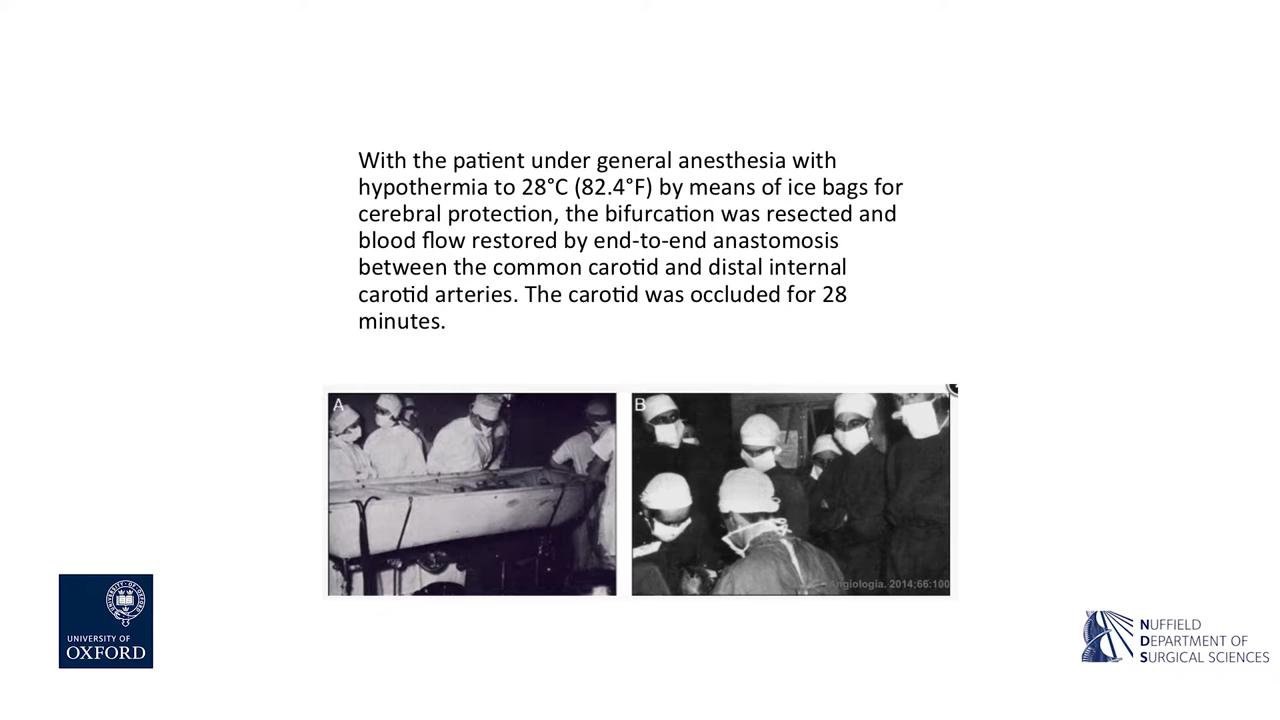 With the patient under general anesthesia with
hypothermia to 28°C (82.4°F) by means of ice bags for
cerebral protection, the bifurcation was resected and
blood flow restored by end-to-end anastomosis
between the common carotid and distal internal
carotid arteries. The carotid was occluded for 28
minutes.
A
B
Angiologia. 2014;66:100
UNIVERSITY OF
OXFORD
NUFFIELD
DEPARTMENT OF
SURGICAL SCIENCES